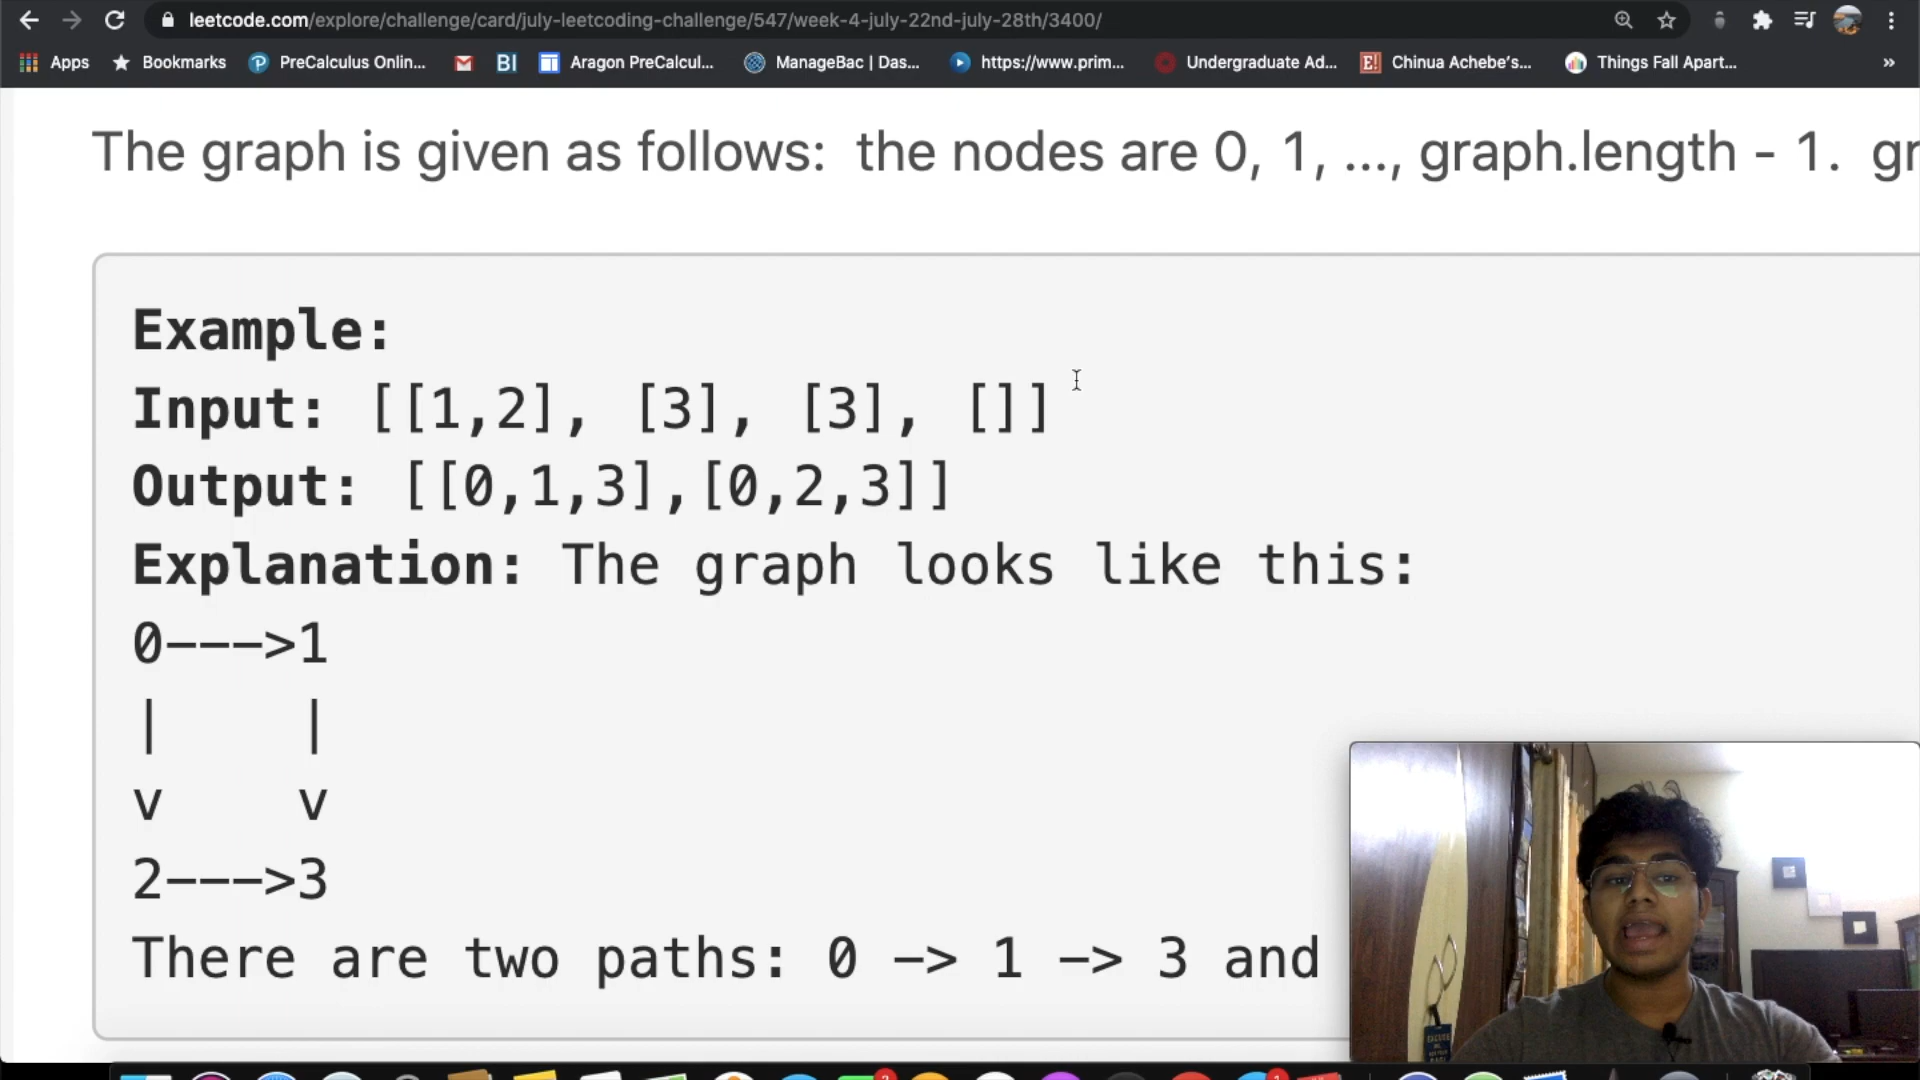 leetcode.com/explore/challenge/card/july-leetcoding-challenge/547/week-4-july-22nd-july-28th/3400/
Apps Bookmarks PreCalculus Onlin... BI Aragon PreCalcul... ManageBac | Das... https://www.prim... Undergraduate Ad... E! Chinua Achebe's... Things Fall Apart... »
The graph is given as follows:  the nodes are 0, 1, ..., graph.length - 1.  gr
Example:
Input: [[1,2], [3], [3], []]
Output: [[0,1,3],[0,2,3]]
Explanation: The graph looks like this:
0--->1
|    |
v    v
2--->3
There are two paths: 0 -> 1 -> 3 and